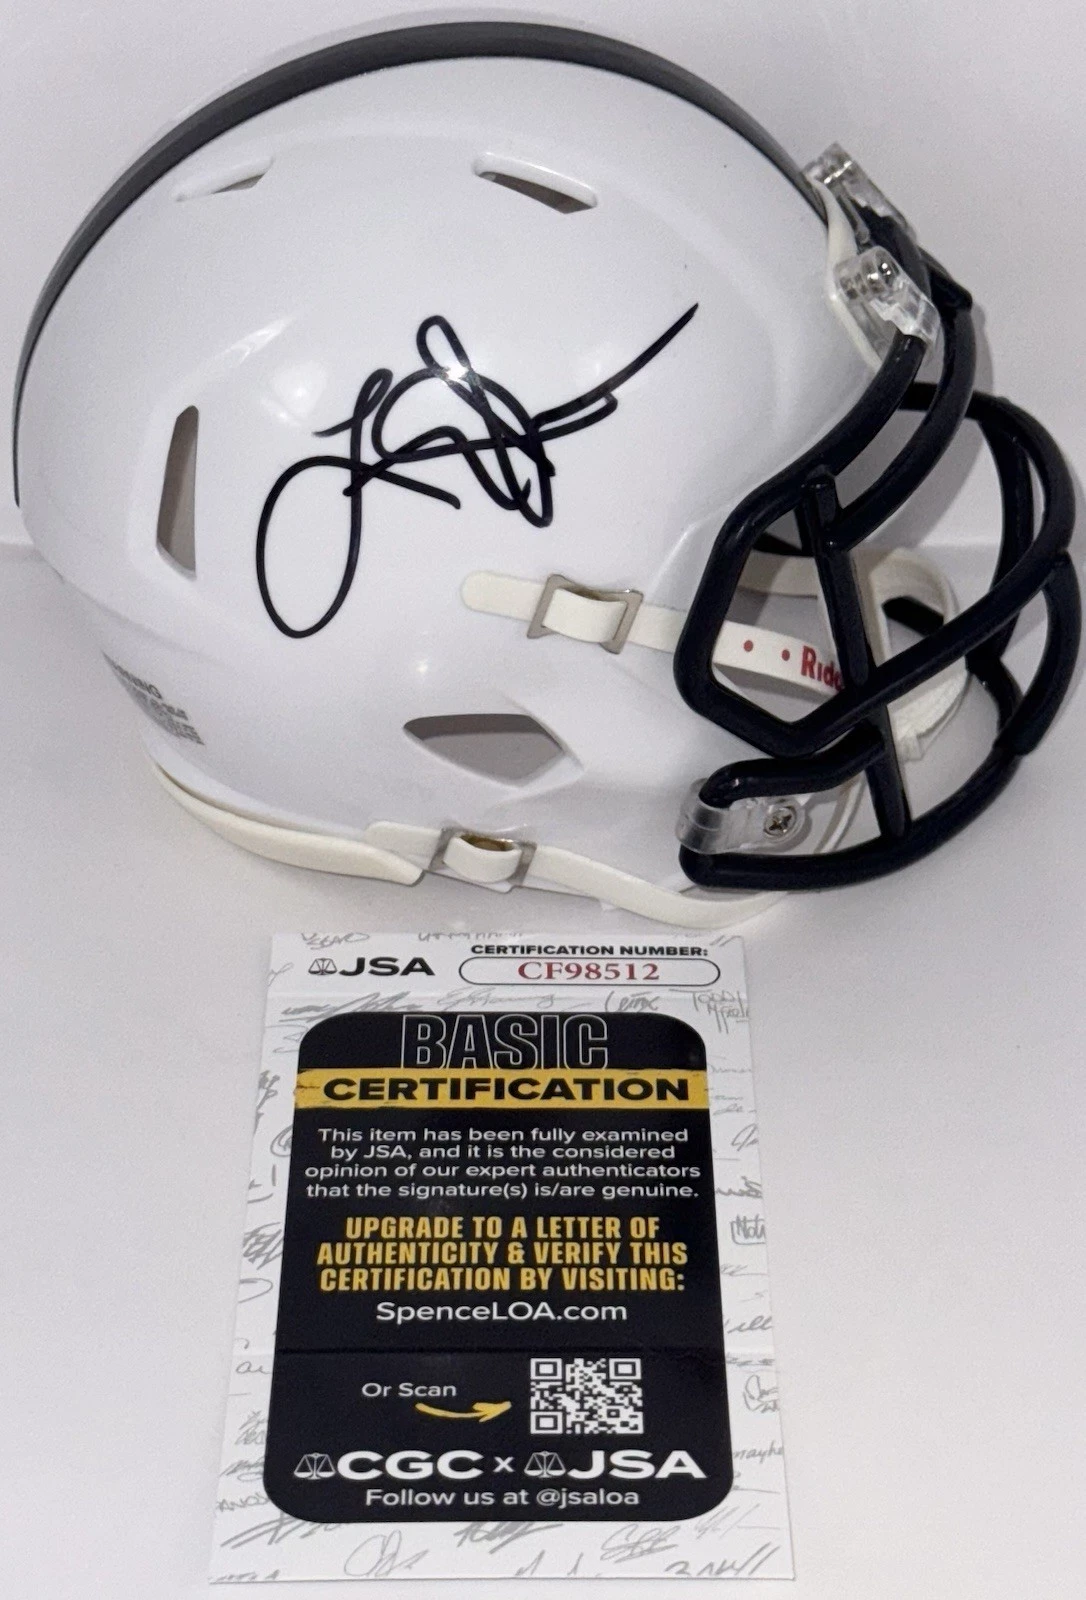 Ridd
WARNING
JSA
CERTIFICATION NUMBER:
CF98512
BASIC
CERTIFICATION
This item has been fully examined
by JSA, and it is the considered
opinion of our expert authenticators
that the signature(s) is/are genuine.
UPGRADE TO A LETTER OF
AUTHENTICITY & VERIFY THIS
CERTIFICATION BY VISITING:
SpenceLOA.com
Or Scan
CGC x JSA
Follow us at @jsaloa